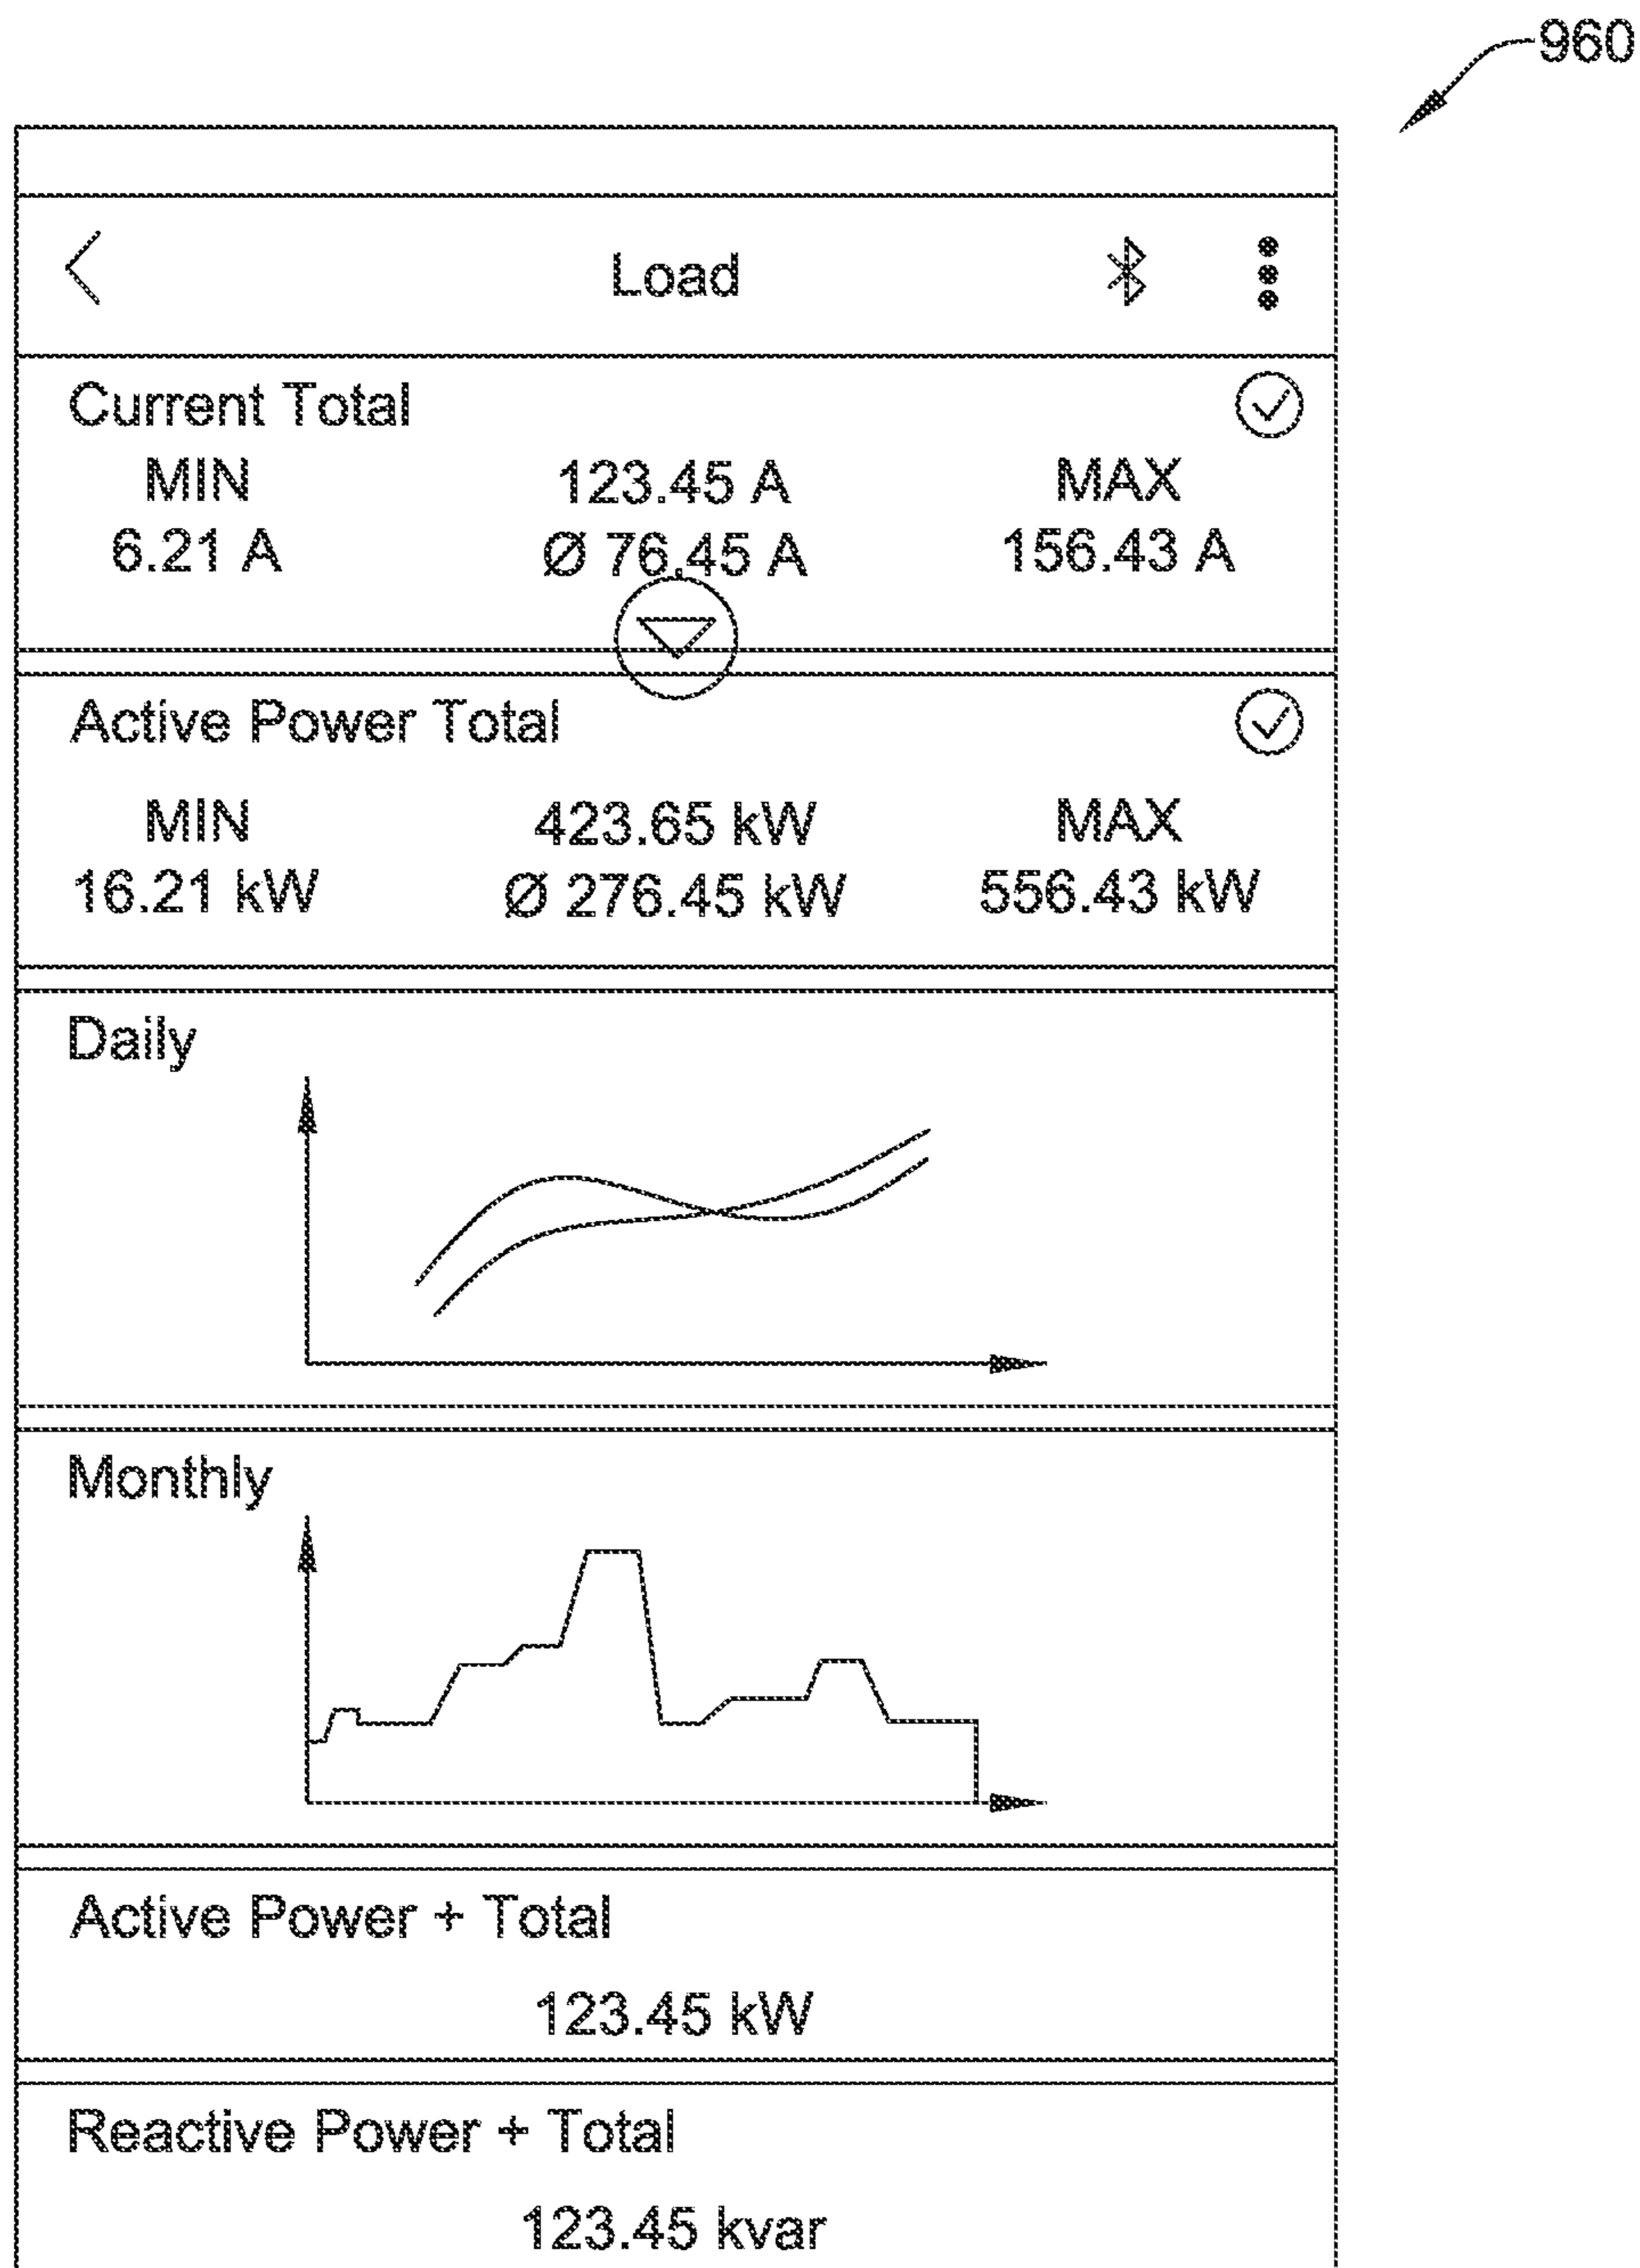 960
Load
Current Total
MIN 123.45 A MAX
6.21 A Ø 76.45 A 156.43 A
Active Power Total
MIN 423.65 kW MAX
16.21 kW Ø 276.45 kW 556.43 kW
Daily
Monthly
Active Power + Total
123.45 kW
Reactive Power + Total
123.45 kvar